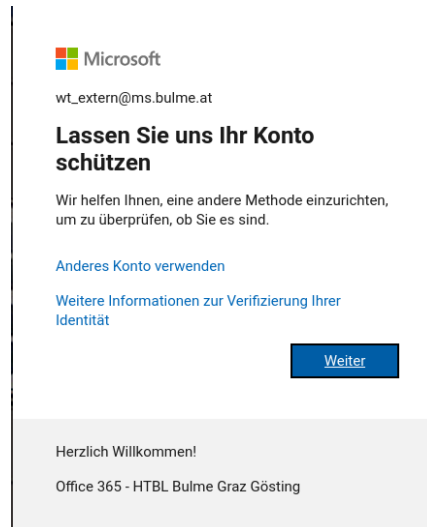 Microsoft
wt_extern@ms.bulme.at
Lassen Sie uns Ihr Konto
schützen
Wir helfen Ihnen, eine andere Methode einzurichten,
um zu überprüfen, ob Sie es sind.
Anderes Konto verwenden
Weitere Informationen zur Verifizierung Ihrer
Identität
Weiter
Herzlich Willkommen!
Office 365 - HTBL Bulme Graz Gösting